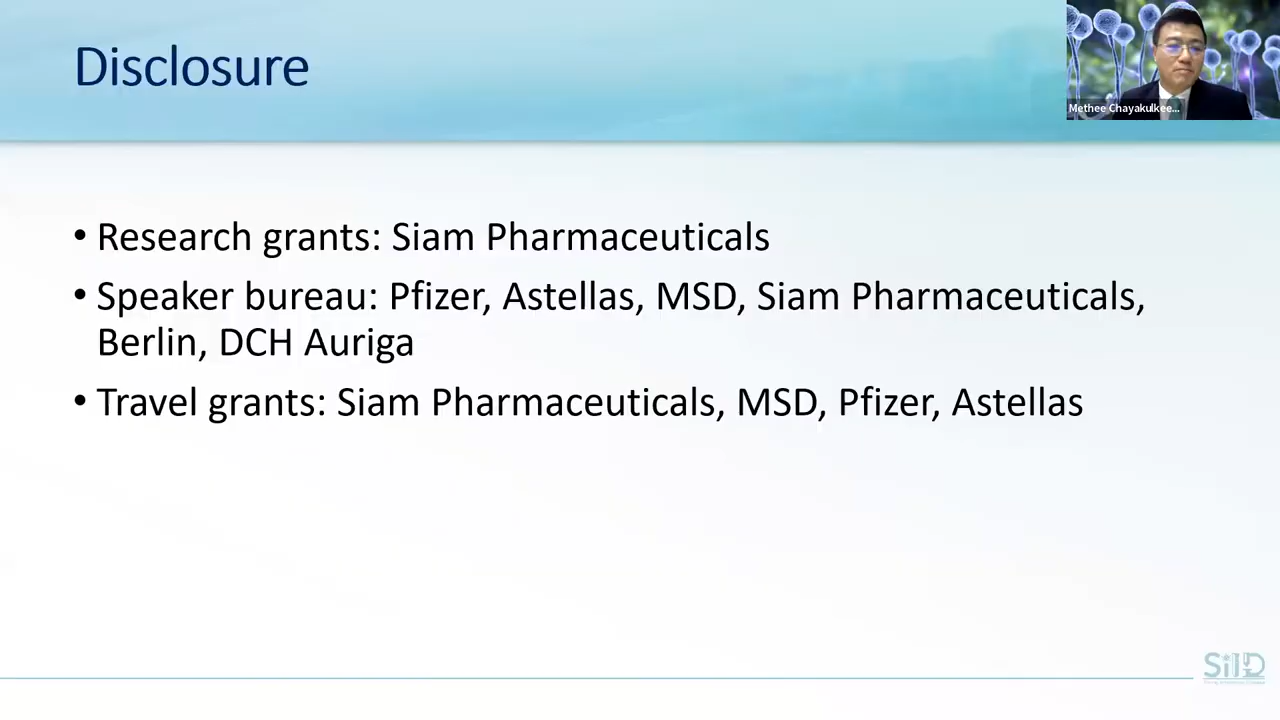 Disclosure
Methee Chayakulkee...
• Research grants: Siam Pharmaceuticals
• Speaker bureau: Pfizer, Astellas, MSD, Siam Pharmaceuticals,
Berlin, DCH Auriga
• Travel grants: Siam Pharmaceuticals, MSD, Pfizer, Astellas
SiID